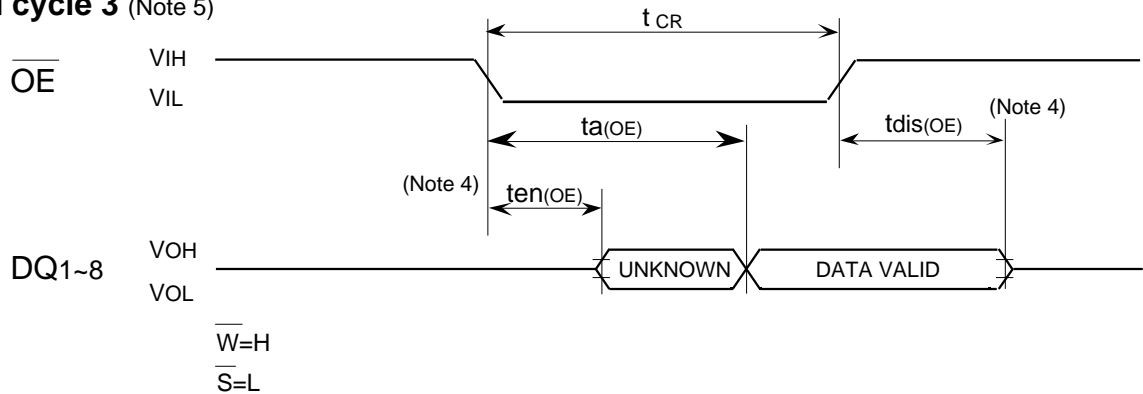 cycle 3 (Note 5)
t CR
OE
VIH
VIL
ta(OE)
tdis(OE)
(Note 4)
(Note 4)
ten(OE)
DQ1~8
VOH
VOL
UNKNOWN
DATA VALID
W=H
S=L